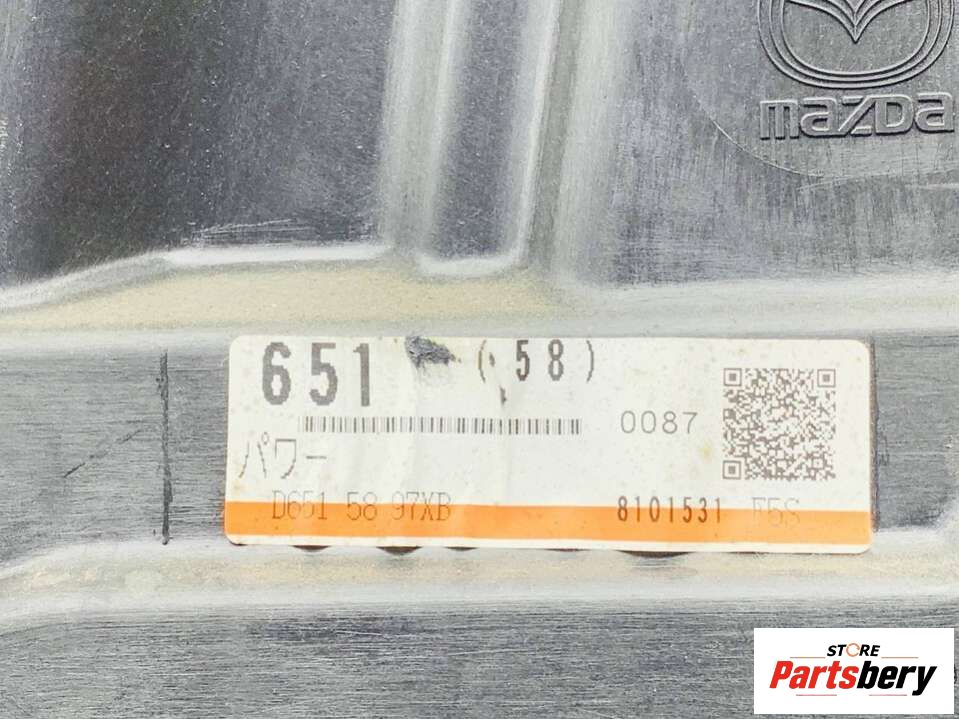 mazda
651 (58)
0087
パワー
D651 58 97XB 8101531 F5S
STORE
Partsbery